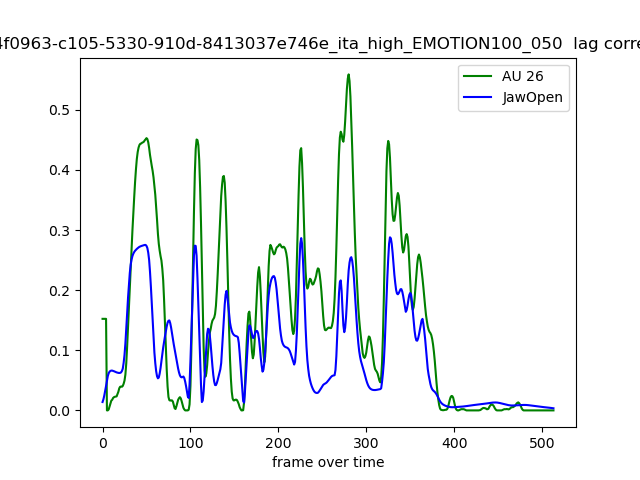 4f0963-c105-5330-910d-8413037e746e_ita_high_EMOTION100_050 lag corre
AU 26
JawOpen
0.5
0.4
0.3
0.2
0.1
0.0
0 100 200 300 400 500
frame over time